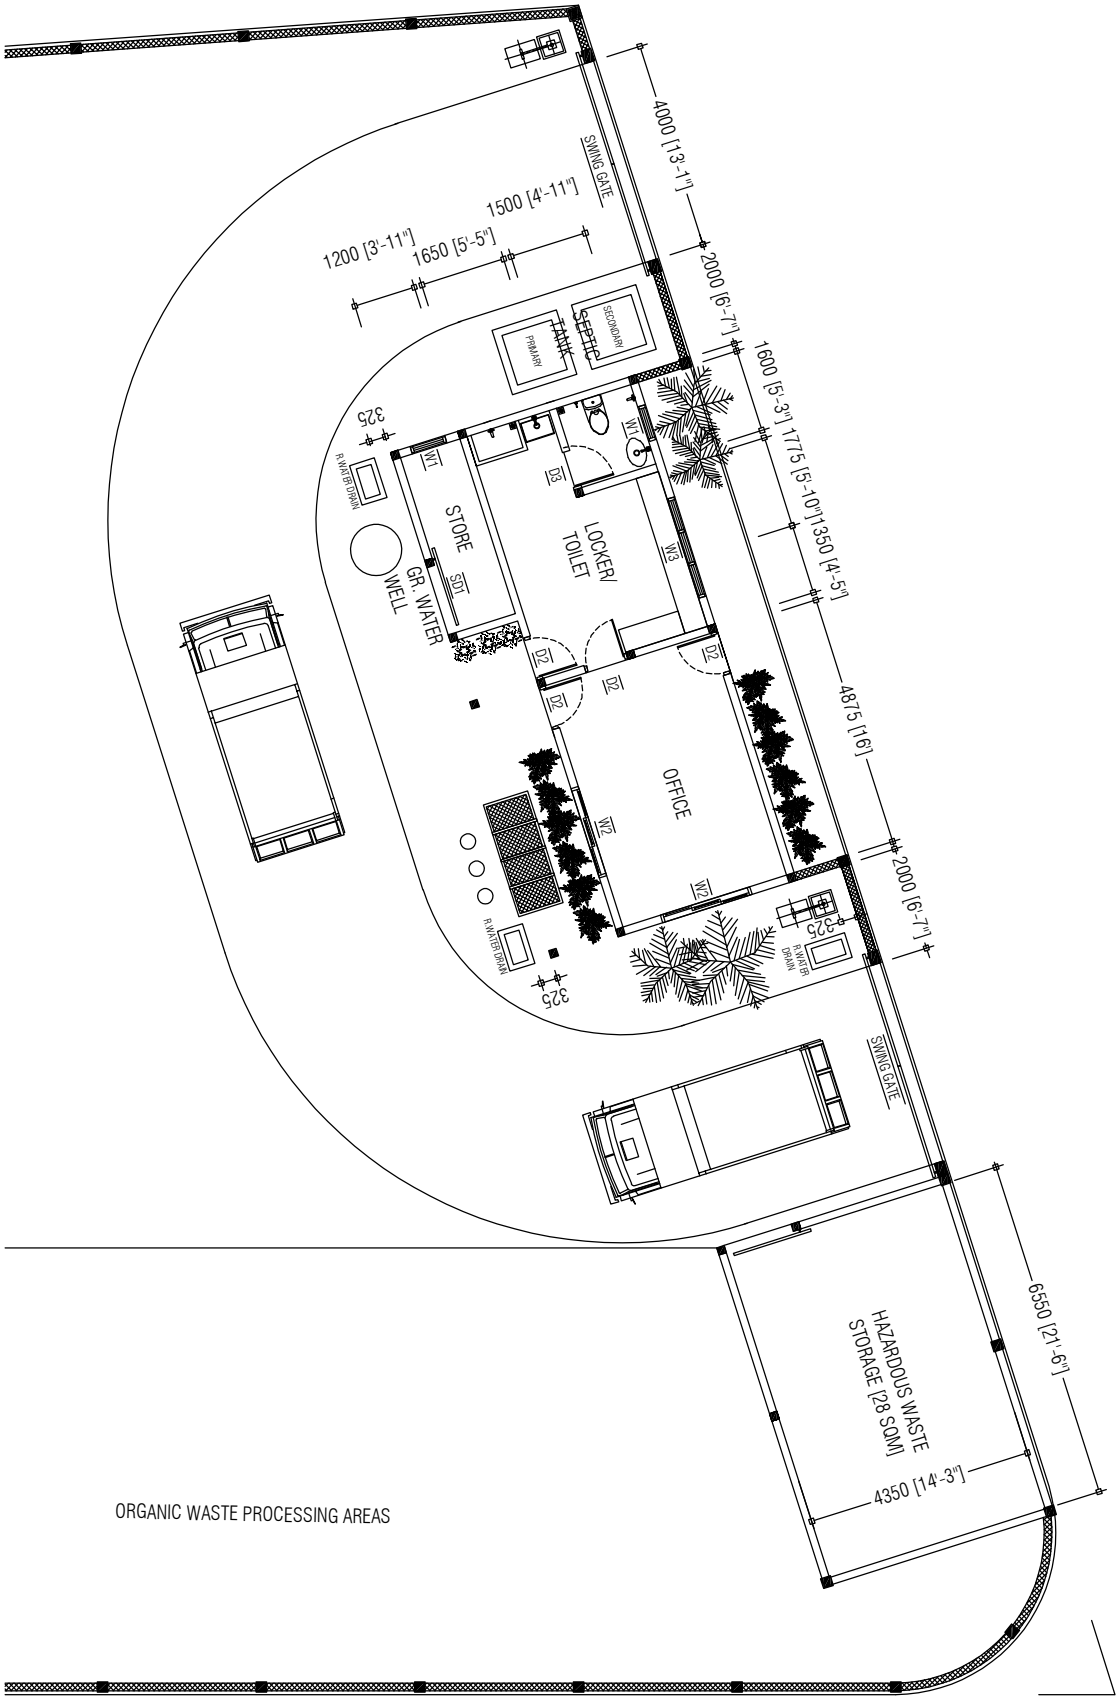 4000 [13'-1"]
SWING GATE
1500 [4'-11"]
1650 [5'-5"]
1200 [3'-11"]
2000 [6'-7"]
SECONDARY
SEPTIC
TANK
PRIMARY
1600 [5'-3"]
1775 [5'-10"]
1350 [4'-5"]
325
R.WATER DRAIN
W1
W1
D3
STORE
LOCKER/
TOILET
W3
SD1
GR. WATER
WELL
D2
D2
D2
D2
4875 [16']
OFFICE
W2
W2
2000 [6'-7"]
325
R.WATER
DRAIN
R.WATER DRAIN
325
SWING GATE
6550 [21'-6"]
HAZARDOUS WASTE
STORAGE [28 SQM]
4350 [14'-3"]
ORGANIC WASTE PROCESSING AREAS